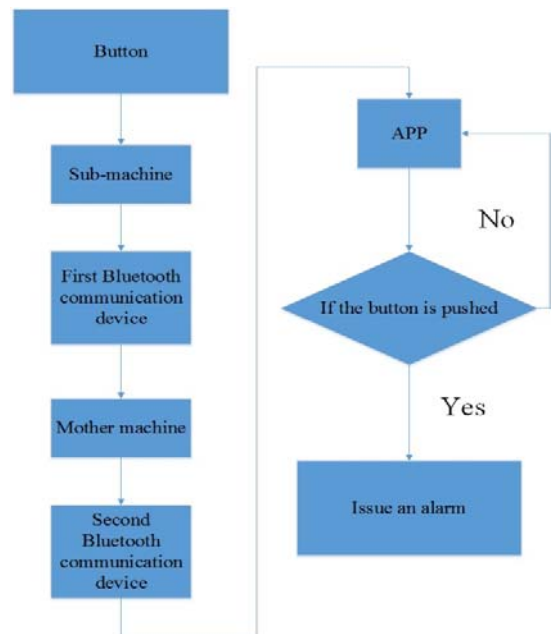 Button
Sub-machine
First Bluetooth
communication
device
Mother machine
Second
Bluetooth
communication
device
APP
No
If the button is pushed
Yes
Issue an alarm